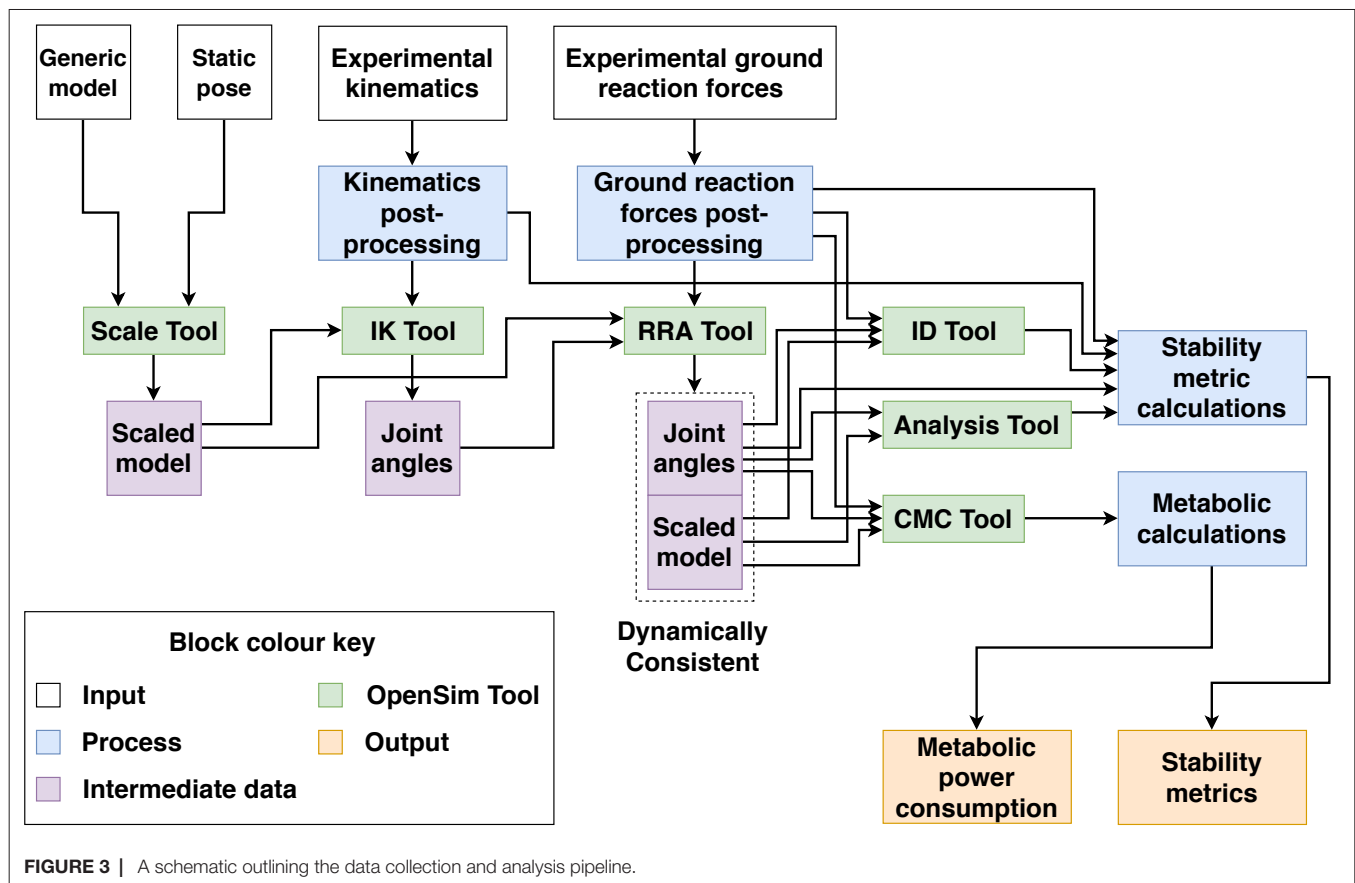 Generic
model
Static
pose
Experimental
kinematics
Experimental ground
reaction forces
Kinematics
post-
processing
Ground reaction
forces post-
processing
Scale Tool
IK Tool
RRA Tool
ID Tool
Stability
metric
calculations
Scaled
model
Joint
angles
Joint
angles
Analysis Tool
Scaled
model
CMC Tool
Metabolic
calculations
Dynamically
Consistent
Block colour key
Input
OpenSim Tool
Process
Output
Intermediate data
Metabolic
power
consumption
Stability
metrics
FIGURE 3 | A schematic outlining the data collection and analysis pipeline.